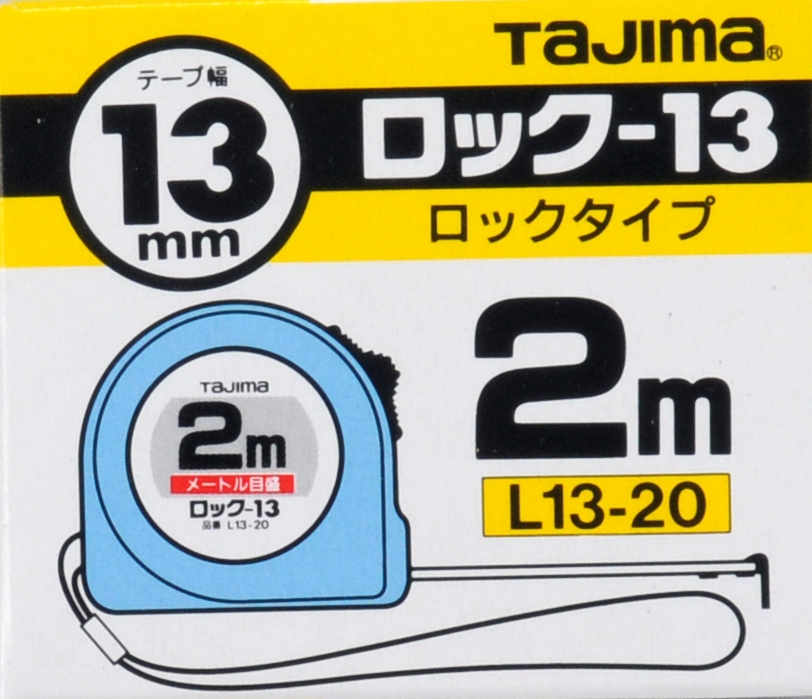 TAJIMA®
テープ幅
13
mm
ロック-13
ロックタイプ
2m
L13-20
TAJIMA
2m
メートル目盛
ロック-13
品番 L13-20